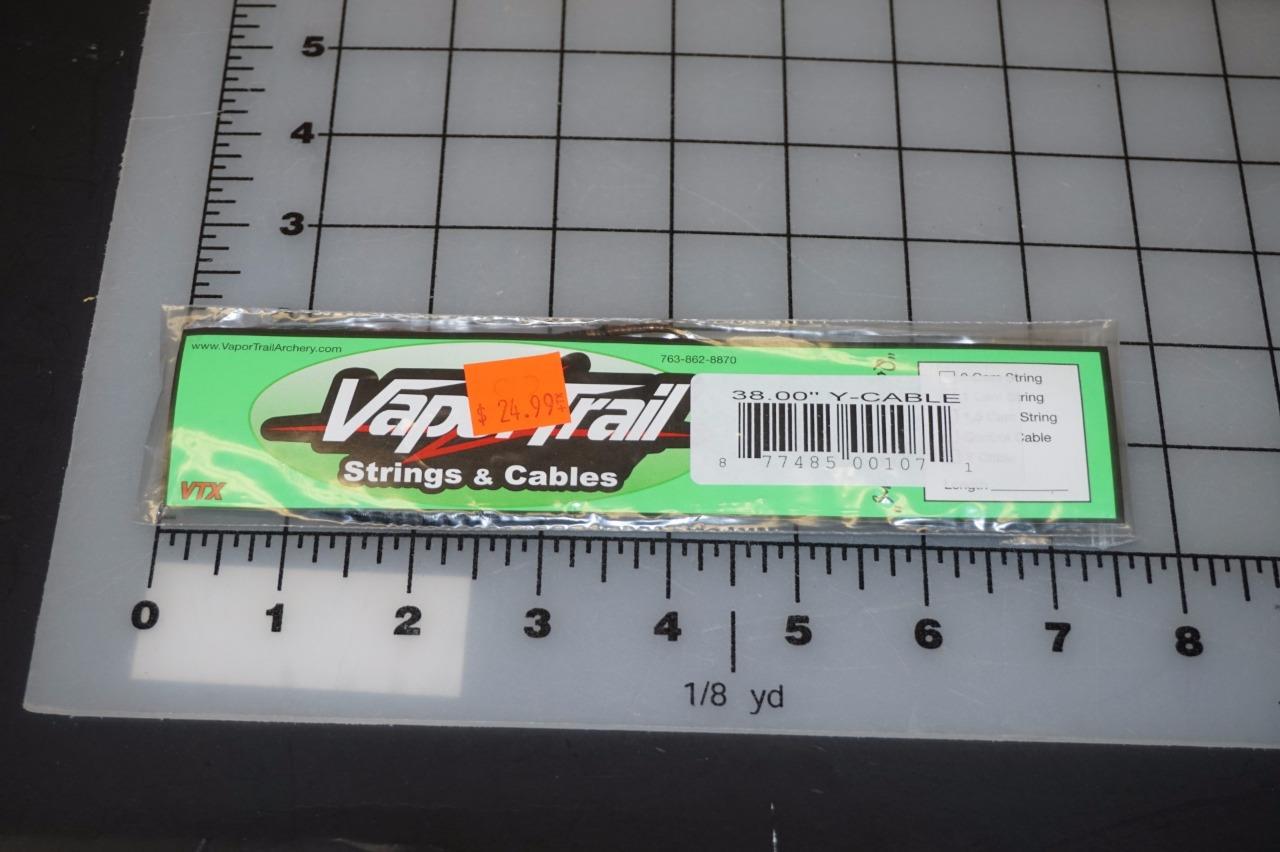 5
4
3
www.VaporTrailArchery.com
763-862-8870
VaporTrail
Strings & Cables
VTX
$ 24.99
38.00" Y-CABLE
8 77485 00107 1
Cam String
String
String
Cable
Length
0 1 2 3 4 5 6 7 8
1/8 yd